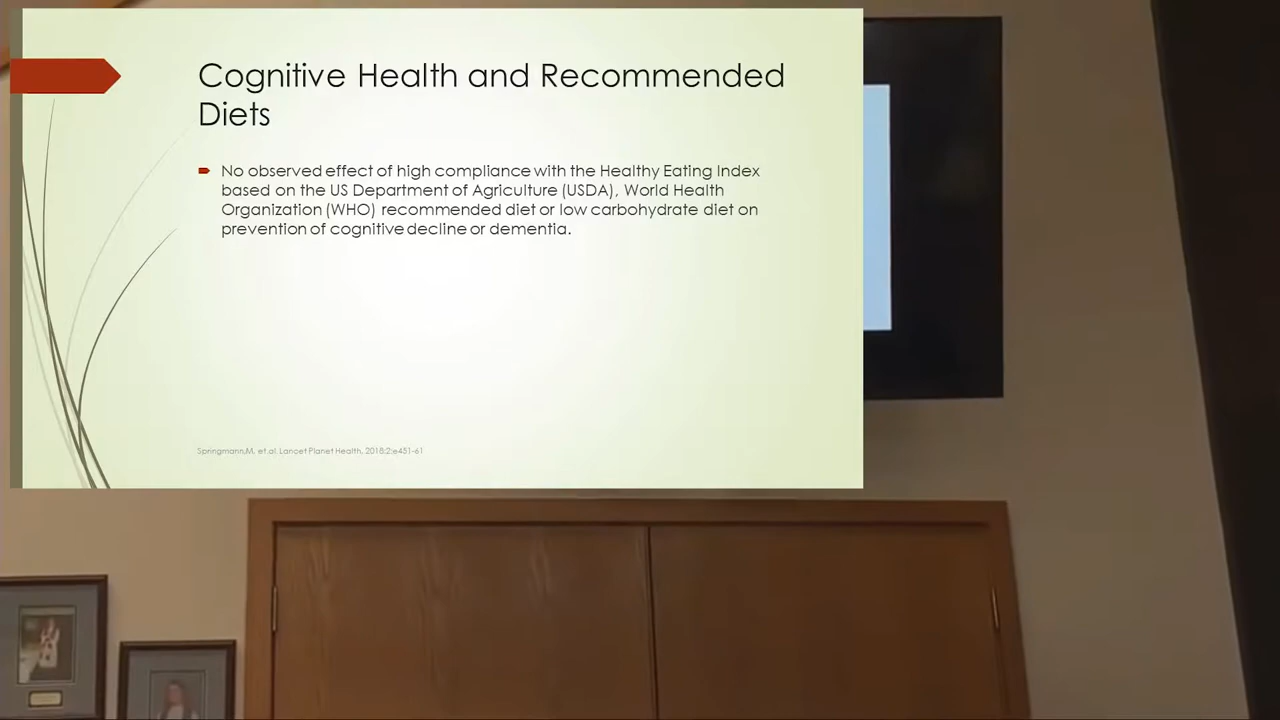 Cognitive Health and Recommended
Diets
No observed effect of high compliance with the Healthy Eating Index
based on the US Department of Agriculture (USDA), World Health
Organization (WHO) recommended diet or low carbohydrate diet on
prevention of cognitive decline or dementia.
Springmann,M, et.al. Lancet Planet Health, 2018;2;e451-61